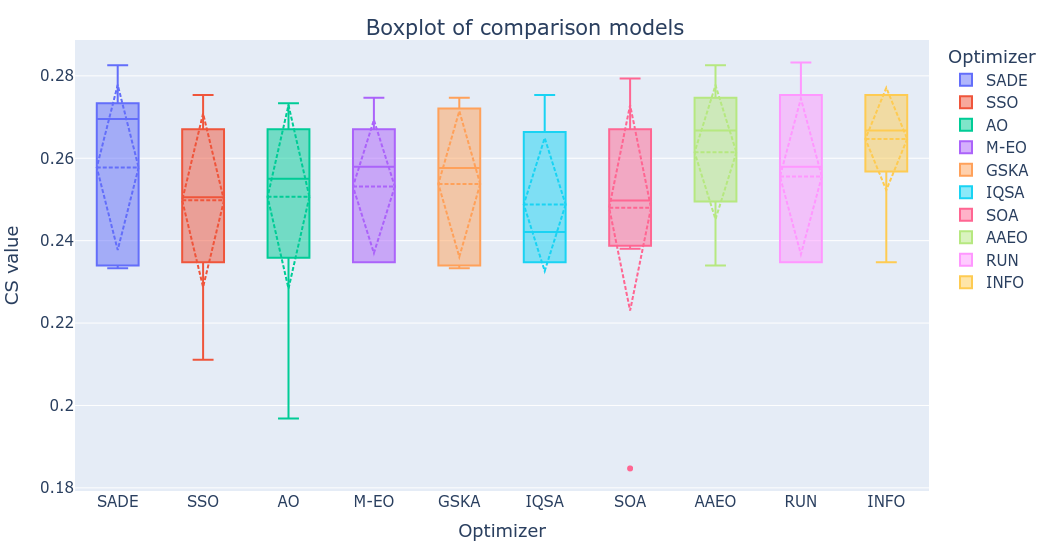 Boxplot of comparison models
CS value
0.28
0.26
0.24
0.22
0.2
0.18
SADE SSO AO M-EO GSKA IQSA SOA AAEO RUN INFO
Optimizer
Optimizer
SADE
SSO
AO
M-EO
GSKA
IQSA
SOA
AAEO
RUN
INFO